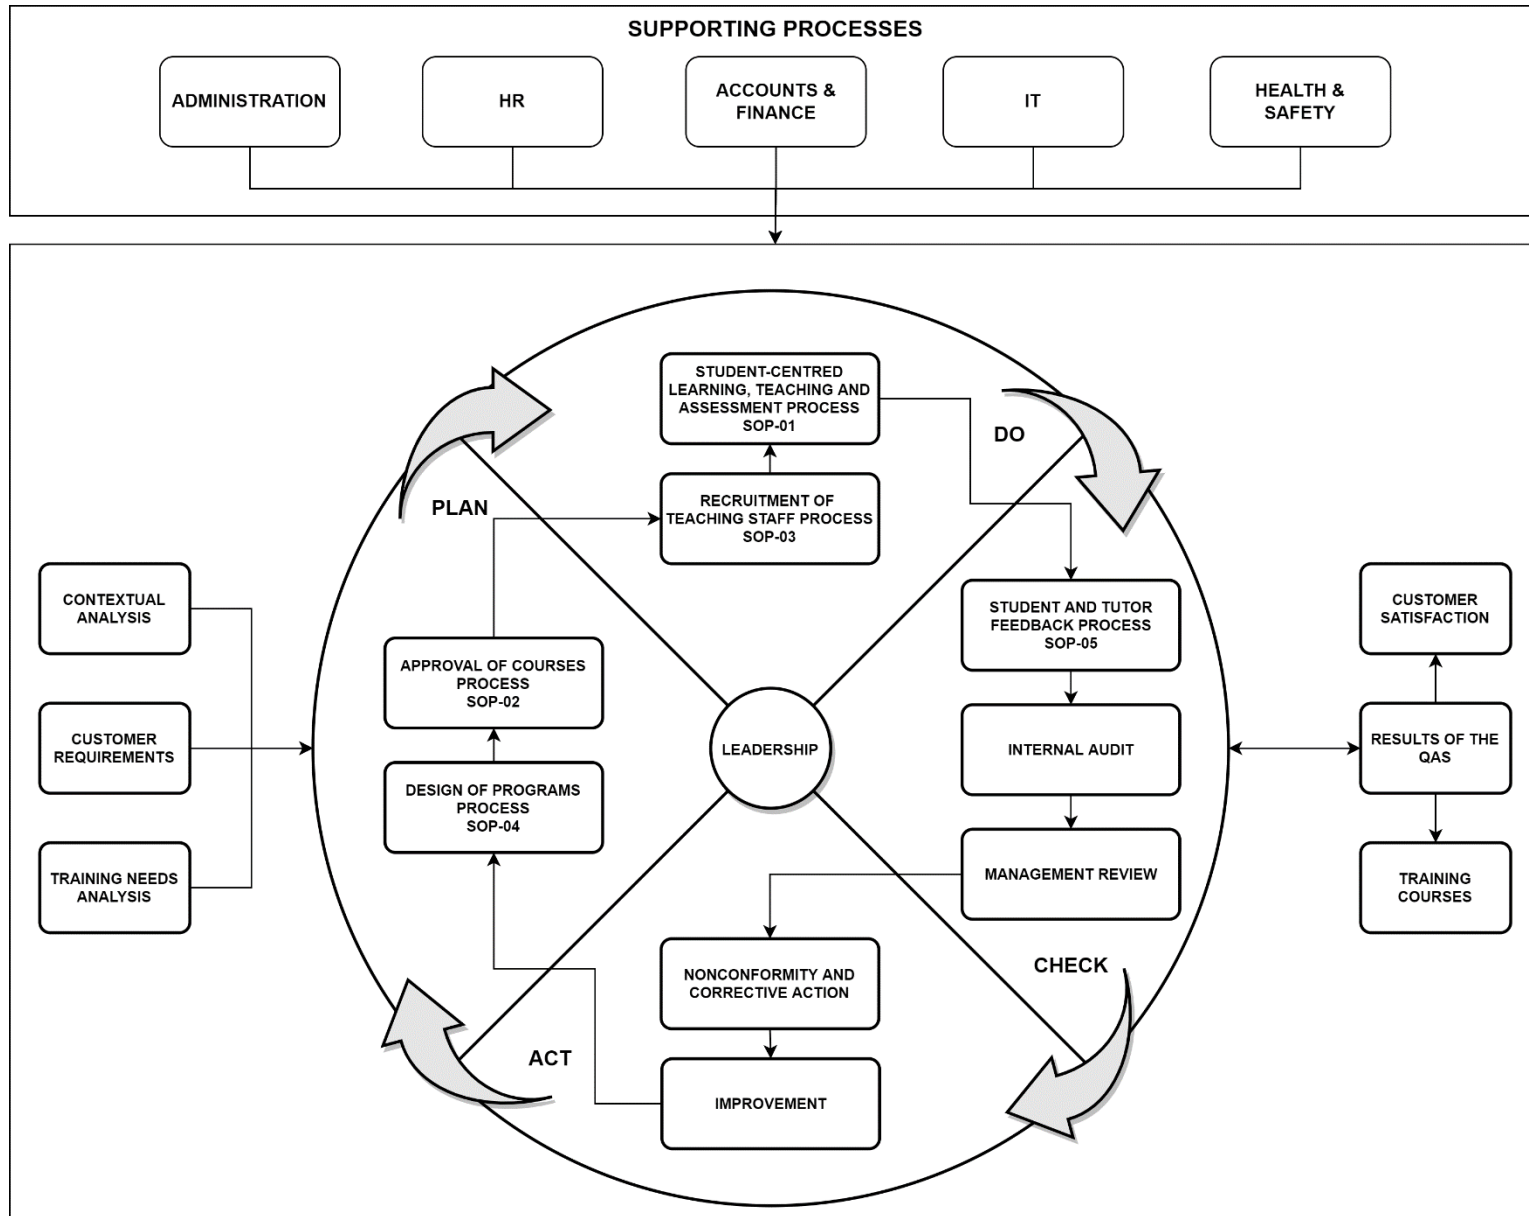 SUPPORTING PROCESSES
ADMINISTRATION
HR
ACCOUNTS &
FINANCE
IT
HEALTH &
SAFETY
STUDENT-CENTRED
LEARNING, TEACHING AND
ASSESSMENT PROCESS
SOP-01
DO
RECRUITMENT OF
TEACHING STAFF PROCESS
SOP-03
PLAN
CONTEXTUAL
ANALYSIS
CUSTOMER
REQUIREMENTS
TRAINING NEEDS
ANALYSIS
APPROVAL OF COURSES
PROCESS
SOP-02
DESIGN OF PROGRAMS
PROCESS
SOP-04
LEADERSHIP
STUDENT AND TUTOR
FEEDBACK PROCESS
SOP-05
INTERNAL AUDIT
MANAGEMENT REVIEW
CUSTOMER
SATISFACTION
RESULTS OF THE
QAS
TRAINING
COURSES
CHECK
NONCONFORMITY AND
CORRECTIVE ACTION
ACT
IMPROVEMENT